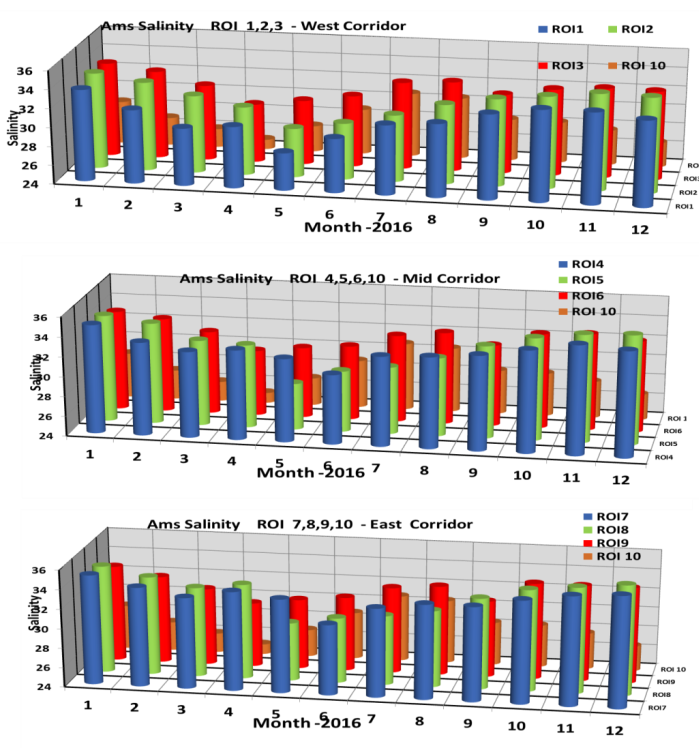 Ams Salinity ROI 1,2,3 - West Corridor
ROI1 ROI2
ROI3 ROI 10
Salinity
36
34
32
30
28
26
24
1 2 3 4 5 6 7 8 9 10 11 12
Month -2016
ROI3
ROI2
ROI1
Ams Salinity ROI 4,5,6,10 - Mid Corridor
ROI4
ROI5
ROI6
ROI 10
Salinity
36
34
32
30
28
26
24
1 2 3 4 5 6 7 8 9 10 11 12
Month -2016
ROI 1
ROI6
ROI5
ROI4
Ams Salinity ROI 7,8,9,10 - East Corridor
ROI7
ROI8
ROI9
ROI 10
Salinity
36
34
32
30
28
26
24
1 2 3 4 5 6 7 8 9 10 11 12
Month -2016
ROI 10
ROI9
ROI8
ROI7